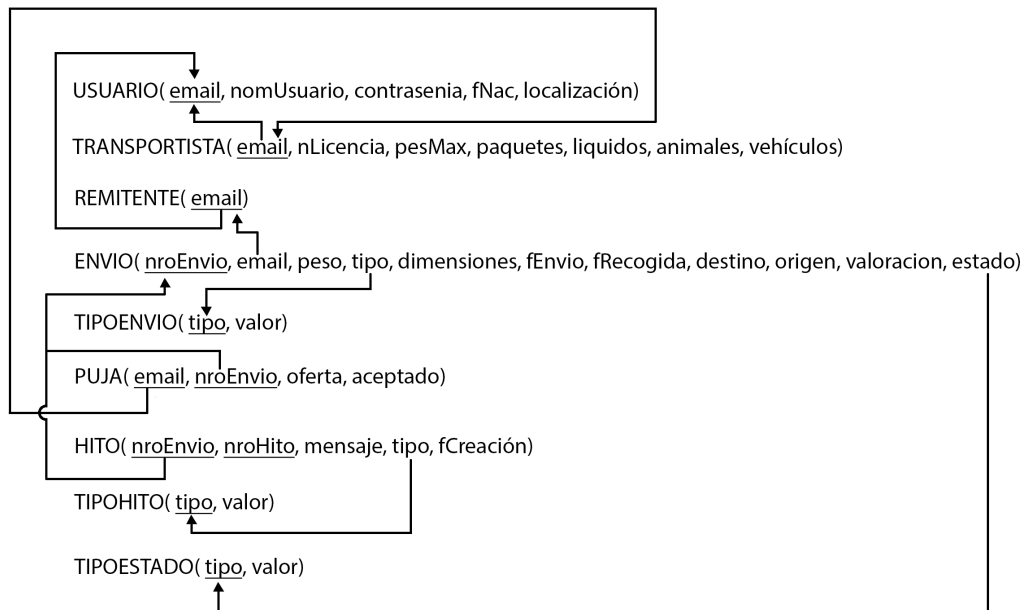 USUARIO( email, nomUsuario, contrasenia, fNac, localización)
TRANSPORTISTA( email, nLicencia, pesMax, paquetes, liquidos, animales, vehículos)
REMITENTE( email)
ENVIO( nroEnvio, email, peso, tipo, dimensiones, fEnvio, fRecogida, destino, origen, valoracion, estado)
TIPOENVIO( tipo, valor)
PUJA( email, nroEnvio, oferta, aceptado)
HITO( nroEnvio, nroHito, mensaje, tipo, fCreación)
TIPOHITO( tipo, valor)
TIPOESTADO( tipo, valor)